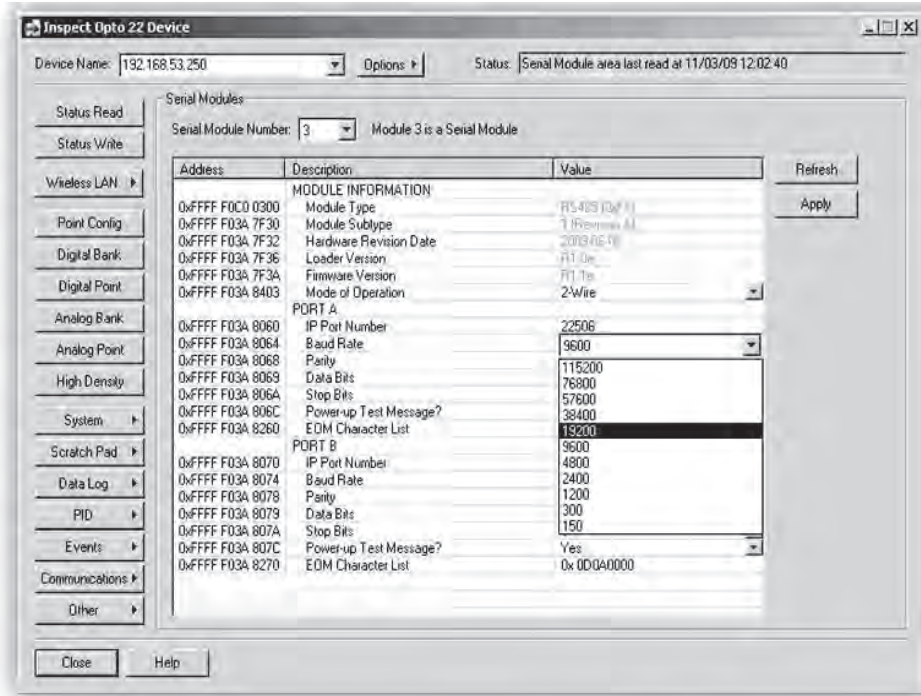 Inspect Opto 22 Device
Device Name: 192.168.53.250 Options Status: Serial Module area last read at 11/03/09 12:02:40
Status Read
Status Write
Wireless LAN
Point Config
Digital Bank
Digital Point
Analog Bank
Analog Point
High Density
System
Scratch Pad
Data Log
PID
Events
Communications
Other
Serial Modules
Serial Module Number: 3 Module 3 is a Serial Module
Address Description Value
MODULE INFORMATION
0xFFFF F0C0 0300 Module Type
0xFFFF F03A 7F30 Module Subtype
0xFFFF F03A 7F32 Hardware Revision Date
0xFFFF F03A 7F36 Loader Version
0xFFFF F03A 7F3A Firmware Version
0xFFFF F03A 8403 Mode of Operation 2-Wire
PORT A
0xFFFF F03A 8060 IP Port Number 22506
0xFFFF F03A 8064 Baud Rate 9600
0xFFFF F03A 8068 Parity
0xFFFF F03A 8069 Data Bits
0xFFFF F03A 806A Stop Bits
0xFFFF F03A 806C Power-up Test Message?
0xFFFF F03A 8260 EOM Character List
PORT B
0xFFFF F03A 8070 IP Port Number
0xFFFF F03A 8074 Baud Rate
0xFFFF F03A 8078 Parity
0xFFFF F03A 8079 Data Bits
0xFFFF F03A 807A Stop Bits
0xFFFF F03A 807C Power-up Test Message? Yes
0xFFFF F03A 8270 EOM Character List 0x 0D0A0000
115200
76800
57600
38400
19200
9600
4800
2400
1200
300
150
Refresh
Apply
Close Help